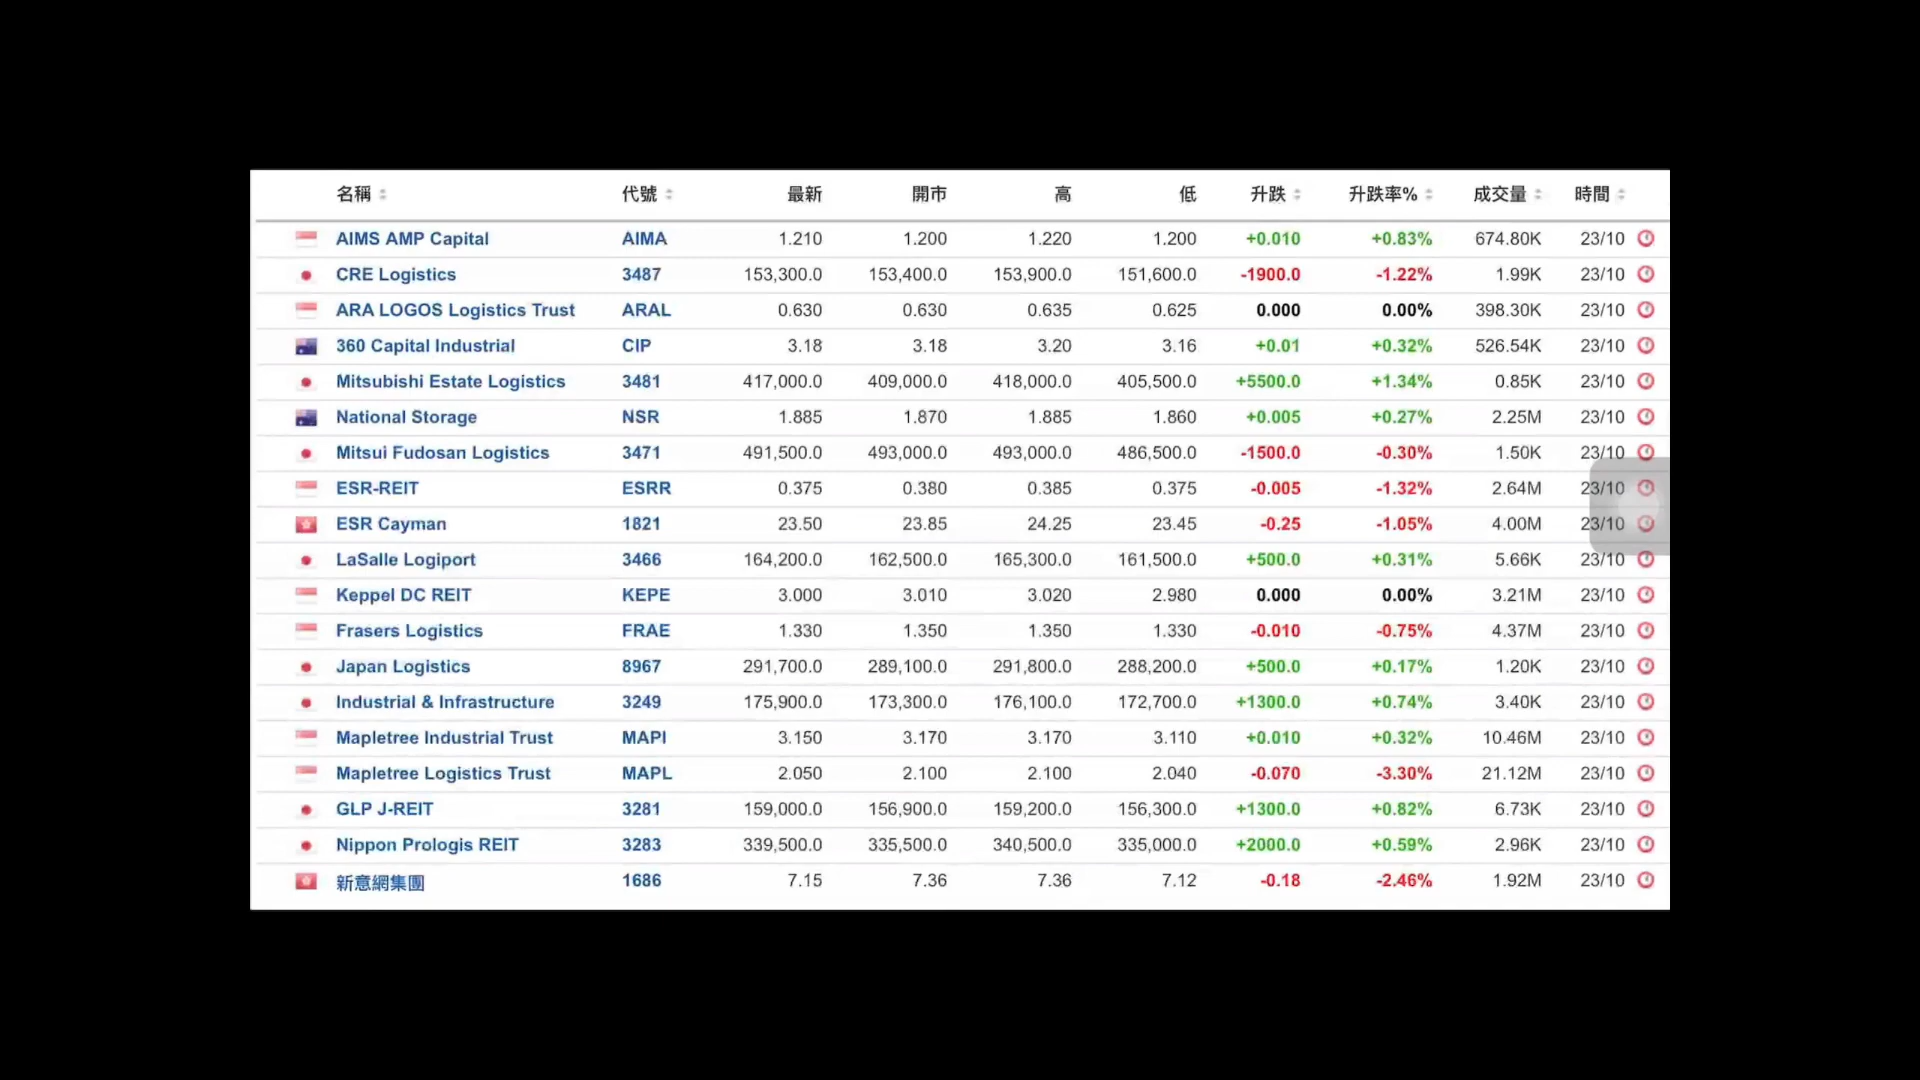 名稱 代號 最新 開市 高 低 升跌 升跌率% 成交量 時間
AIMS AMP Capital AIMA 1.210 1.200 1.220 1.200 +0.010 +0.83% 674.80K 23/10
CRE Logistics 3487 153,300.0 153,400.0 153,900.0 151,600.0 -1900.0 -1.22% 1.99K 23/10
ARA LOGOS Logistics Trust ARAL 0.630 0.630 0.635 0.625 0.000 0.00% 398.30K 23/10
360 Capital Industrial CIP 3.18 3.18 3.20 3.16 +0.01 +0.32% 526.54K 23/10
Mitsubishi Estate Logistics 3481 417,000.0 409,000.0 418,000.0 405,500.0 +5500.0 +1.34% 0.85K 23/10
National Storage NSR 1.885 1.870 1.885 1.860 +0.005 +0.27% 2.25M 23/10
Mitsui Fudosan Logistics 3471 491,500.0 493,000.0 493,000.0 486,500.0 -1500.0 -0.30% 1.50K 23/10
ESR-REIT ESRR 0.375 0.380 0.385 0.375 -0.005 -1.32% 2.64M 23/10
ESR Cayman 1821 23.50 23.85 24.25 23.45 -0.25 -1.05% 4.00M 23/10
LaSalle Logiport 3466 164,200.0 162,500.0 165,300.0 161,500.0 +500.0 +0.31% 5.66K 23/10
Keppel DC REIT KEPE 3.000 3.010 3.020 2.980 0.000 0.00% 3.21M 23/10
Frasers Logistics FRAE 1.330 1.350 1.350 1.330 -0.010 -0.75% 4.37M 23/10
Japan Logistics 8967 291,700.0 289,100.0 291,800.0 288,200.0 +500.0 +0.17% 1.20K 23/10
Industrial & Infrastructure 3249 175,900.0 173,300.0 176,100.0 172,700.0 +1300.0 +0.74% 3.40K 23/10
Mapletree Industrial Trust MAPI 3.150 3.170 3.170 3.110 +0.010 +0.32% 10.46M 23/10
Mapletree Logistics Trust MAPL 2.050 2.100 2.100 2.040 -0.070 -3.30% 21.12M 23/10
GLP J-REIT 3281 159,000.0 156,900.0 159,200.0 156,300.0 +1300.0 +0.82% 6.73K 23/10
Nippon Prologis REIT 3283 339,500.0 335,500.0 340,500.0 335,000.0 +2000.0 +0.59% 2.96K 23/10
新意網集團 1686 7.15 7.36 7.36 7.12 -0.18 -2.46% 1.92M 23/10